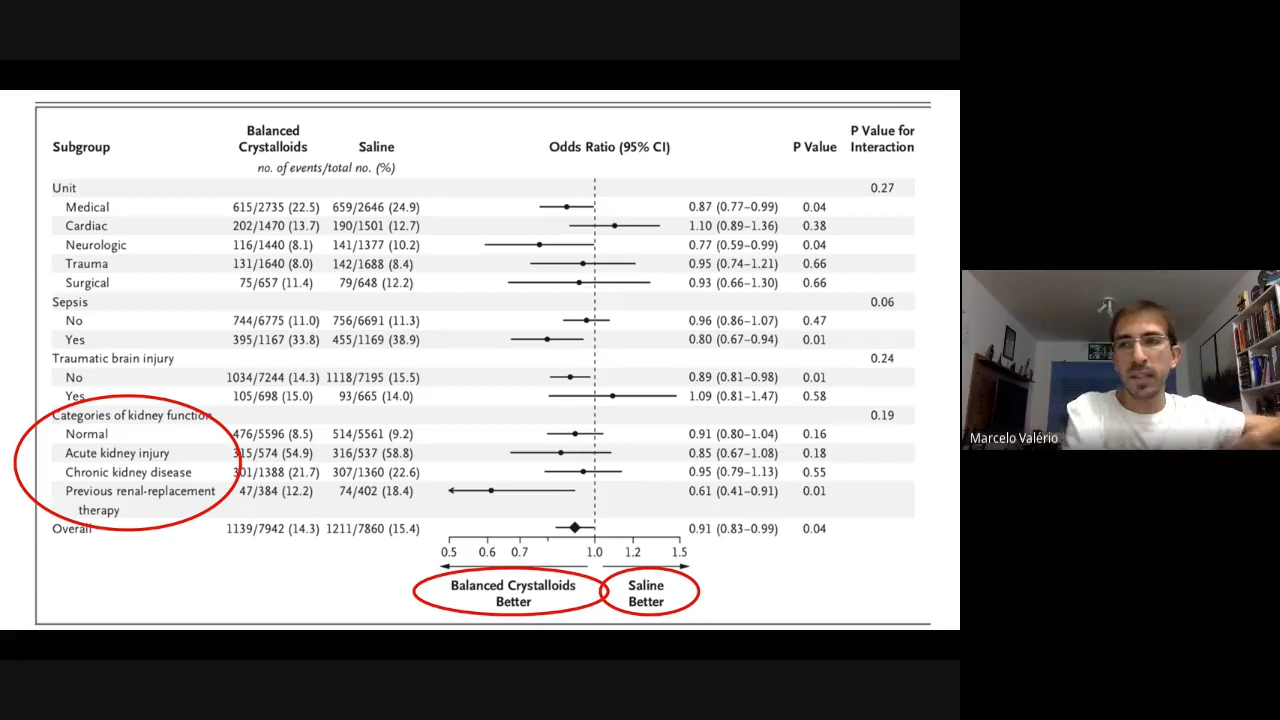 Subgroup Balanced Crystalloids Saline Odds Ratio (95% CI) P Value P Value for Interaction
no. of events/total no. (%)
Unit 0.27
Medical 615/2735 (22.5) 659/2646 (24.9) 0.87 (0.77–0.99) 0.04
Cardiac 202/1470 (13.7) 190/1501 (12.7) 1.10 (0.89–1.36) 0.38
Neurologic 116/1440 (8.1) 141/1377 (10.2) 0.77 (0.59–0.99) 0.04
Trauma 131/1640 (8.0) 142/1688 (8.4) 0.95 (0.74–1.21) 0.66
Surgical 75/657 (11.4) 79/648 (12.2) 0.93 (0.66–1.30) 0.66
Sepsis 0.06
No 744/6775 (11.0) 756/6691 (11.3) 0.96 (0.86–1.07) 0.47
Yes 395/1167 (33.8) 455/1169 (38.9) 0.80 (0.67–0.94) 0.01
Traumatic brain injury 0.24
No 1034/7244 (14.3) 1118/7195 (15.5) 0.89 (0.81–0.98) 0.01
Yes 105/698 (15.0) 93/665 (14.0) 1.09 (0.81–1.47) 0.58
Categories of kidney function 0.19
Normal 476/5596 (8.5) 514/5561 (9.2) 0.91 (0.80–1.04) 0.16
Acute kidney injury 315/574 (54.9) 316/537 (58.8) 0.85 (0.67–1.08) 0.18
Chronic kidney disease 301/1388 (21.7) 307/1360 (22.6) 0.95 (0.79–1.13) 0.55
Previous renal-replacement 47/384 (12.2) 74/402 (18.4) 0.61 (0.41–0.91) 0.01
therapy
Overall 1139/7942 (14.3) 1211/7860 (15.4) 0.91 (0.83–0.99) 0.04
0.5 0.6 0.7 1.0 1.2 1.5
Balanced Crystalloids Better
Saline Better
Marcelo Valério